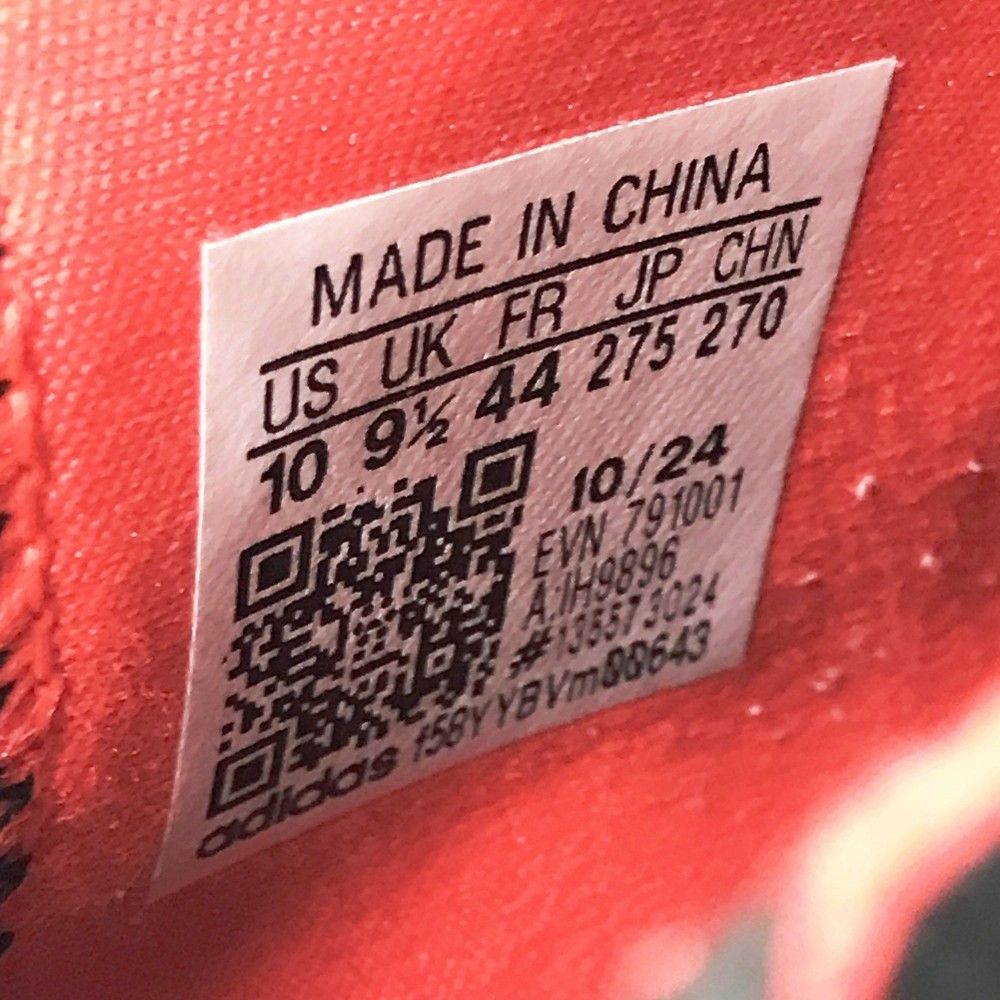 MADE IN CHINA
US UK FR JP CHN
10 9½ 44 275 270
10/24
EVN 791001
A:IH9896
#135573024
adidas f58YYBVm00643